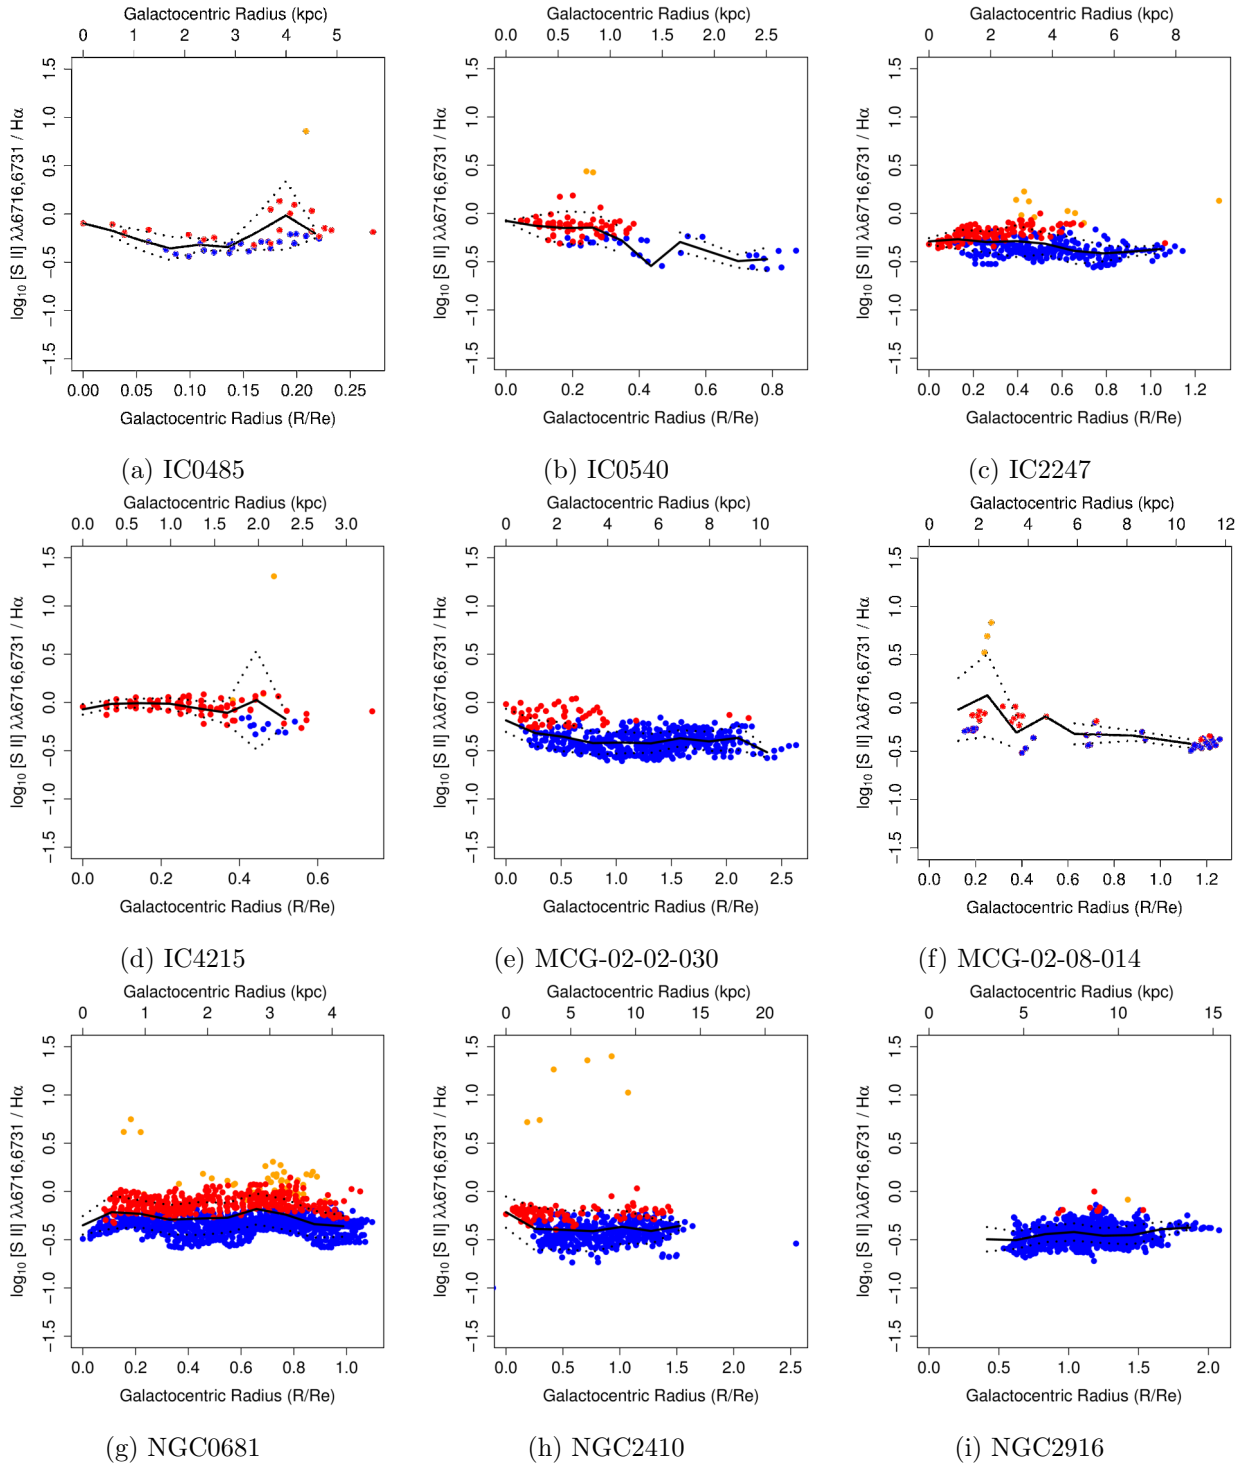 Galactocentric Radius (kpc) Galactocentric Radius (kpc) Galactocentric Radius (kpc)
0 1 2 3 4 5 0.0 0.5 1.0 1.5 2.0 2.5 0 2 4 6 8
log₁₀ [S II] λλ6716,6731 / Hα log₁₀ [S II] λλ6716,6731 / Hα log₁₀ [S II] λλ6716,6731 / Hα
1.5 1.5 1.5
1.0 1.0 1.0
0.5 0.5 0.5
0.0 0.0 0.0
−0.5 −0.5 −0.5
−1.0 −1.0 −1.0
−1.5 −1.5 −1.5
0.00 0.05 0.10 0.15 0.20 0.25 0.0 0.2 0.4 0.6 0.8 0.0 0.2 0.4 0.6 0.8 1.0 1.2
Galactocentric Radius (R/Re) Galactocentric Radius (R/Re) Galactocentric Radius (R/Re)
(a) IC0485 (b) IC0540 (c) IC2247
Galactocentric Radius (kpc) Galactocentric Radius (kpc) Galactocentric Radius (kpc)
0.0 0.5 1.0 1.5 2.0 2.5 3.0 0 2 4 6 8 10 0 2 4 6 8 10 12
log₁₀ [S II] λλ6716,6731 / Hα log₁₀ [S II] λλ6716,6731 / Hα log₁₀ [S II] λλ6716,6731 / Hα
1.5 1.5 1.5
1.0 1.0 1.0
0.5 0.5 0.5
0.0 0.0 0.0
−0.5 −0.5 −0.5
−1.0 −1.0 −1.0
−1.5 −1.5 −1.5
0.0 0.2 0.4 0.6 0.0 0.5 1.0 1.5 2.0 2.5 0.0 0.2 0.4 0.6 0.8 1.0 1.2
Galactocentric Radius (R/Re) Galactocentric Radius (R/Re) Galactocentric Radius (R/Re)
(d) IC4215 (e) MCG-02-02-030 (f) MCG-02-08-014
Galactocentric Radius (kpc) Galactocentric Radius (kpc) Galactocentric Radius (kpc)
0 1 2 3 4 0 5 10 15 20 0 5 10 15
log₁₀ [S II] λλ6716,6731 / Hα log₁₀ [S II] λλ6716,6731 / Hα log₁₀ [S II] λλ6716,6731 / Hα
1.5 1.5 1.5
1.0 1.0 1.0
0.5 0.5 0.5
0.0 0.0 0.0
−0.5 −0.5 −0.5
−1.0 −1.0 −1.0
−1.5 −1.5 −1.5
0.0 0.2 0.4 0.6 0.8 1.0 0.0 0.5 1.0 1.5 2.0 2.5 0.0 0.5 1.0 1.5 2.0
Galactocentric Radius (R/Re) Galactocentric Radius (R/Re) Galactocentric Radius (R/Re)
(g) NGC0681 (h) NGC2410 (i) NGC2916